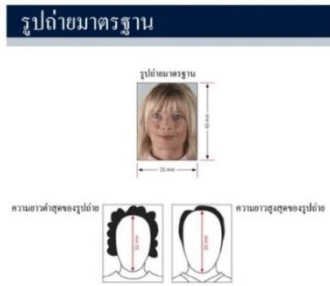 รูปถ่ายมาตรฐาน
รูปถ่ายมาตรฐาน
45 mm
35 mm
ความยาวต่ำสุดของรูปถ่าย
ความยาวสูงสุดของรูปถ่าย